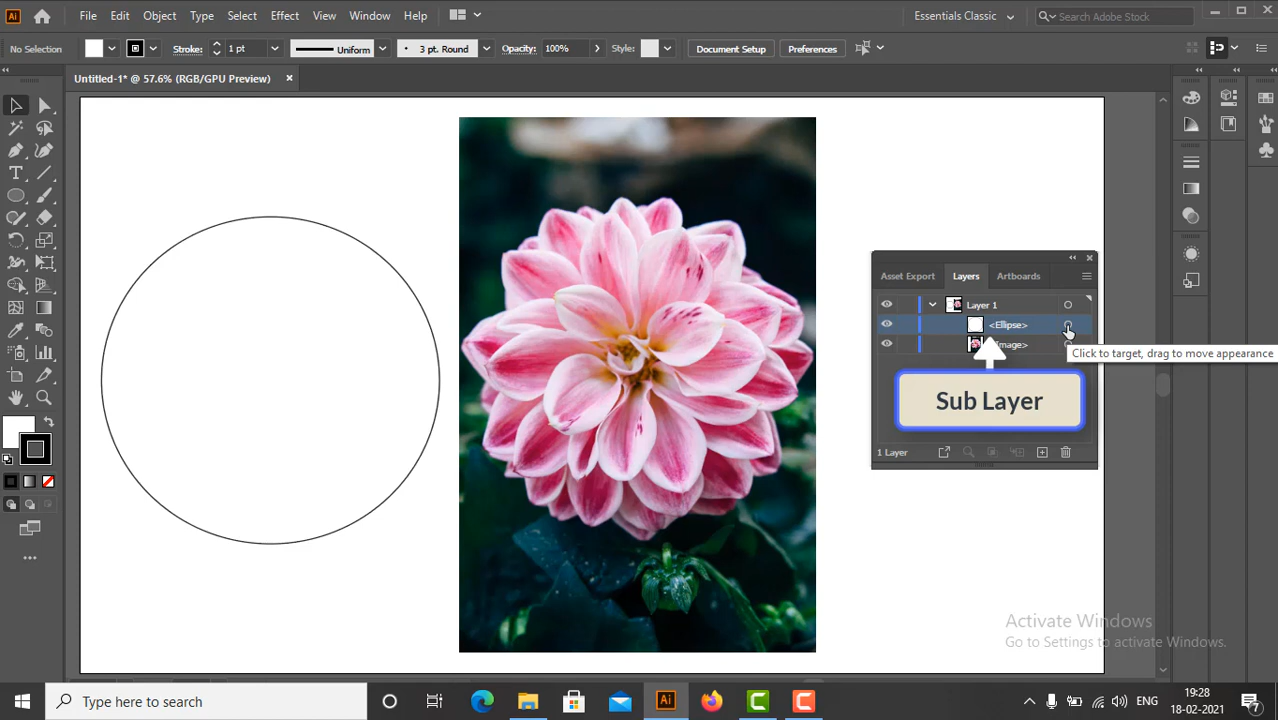 Ai File Edit Object Type Select Effect View Window Help Essentials Classic Search Adobe Stock
No Selection Stroke: 1 pt Uniform 3 pt. Round Opacity: 100% Style: Document Setup Preferences
Untitled-1* @ 57.6% (RGB/GPU Preview)
Asset Export Layers Artboards
Layer 1
<Ellipse>
Click to target, drag to move appearance
Sub Layer
1 Layer
Activate Windows
Go to Settings to activate Windows.
Type here to search
Ai
ENG
19:28
18-02-2021
7